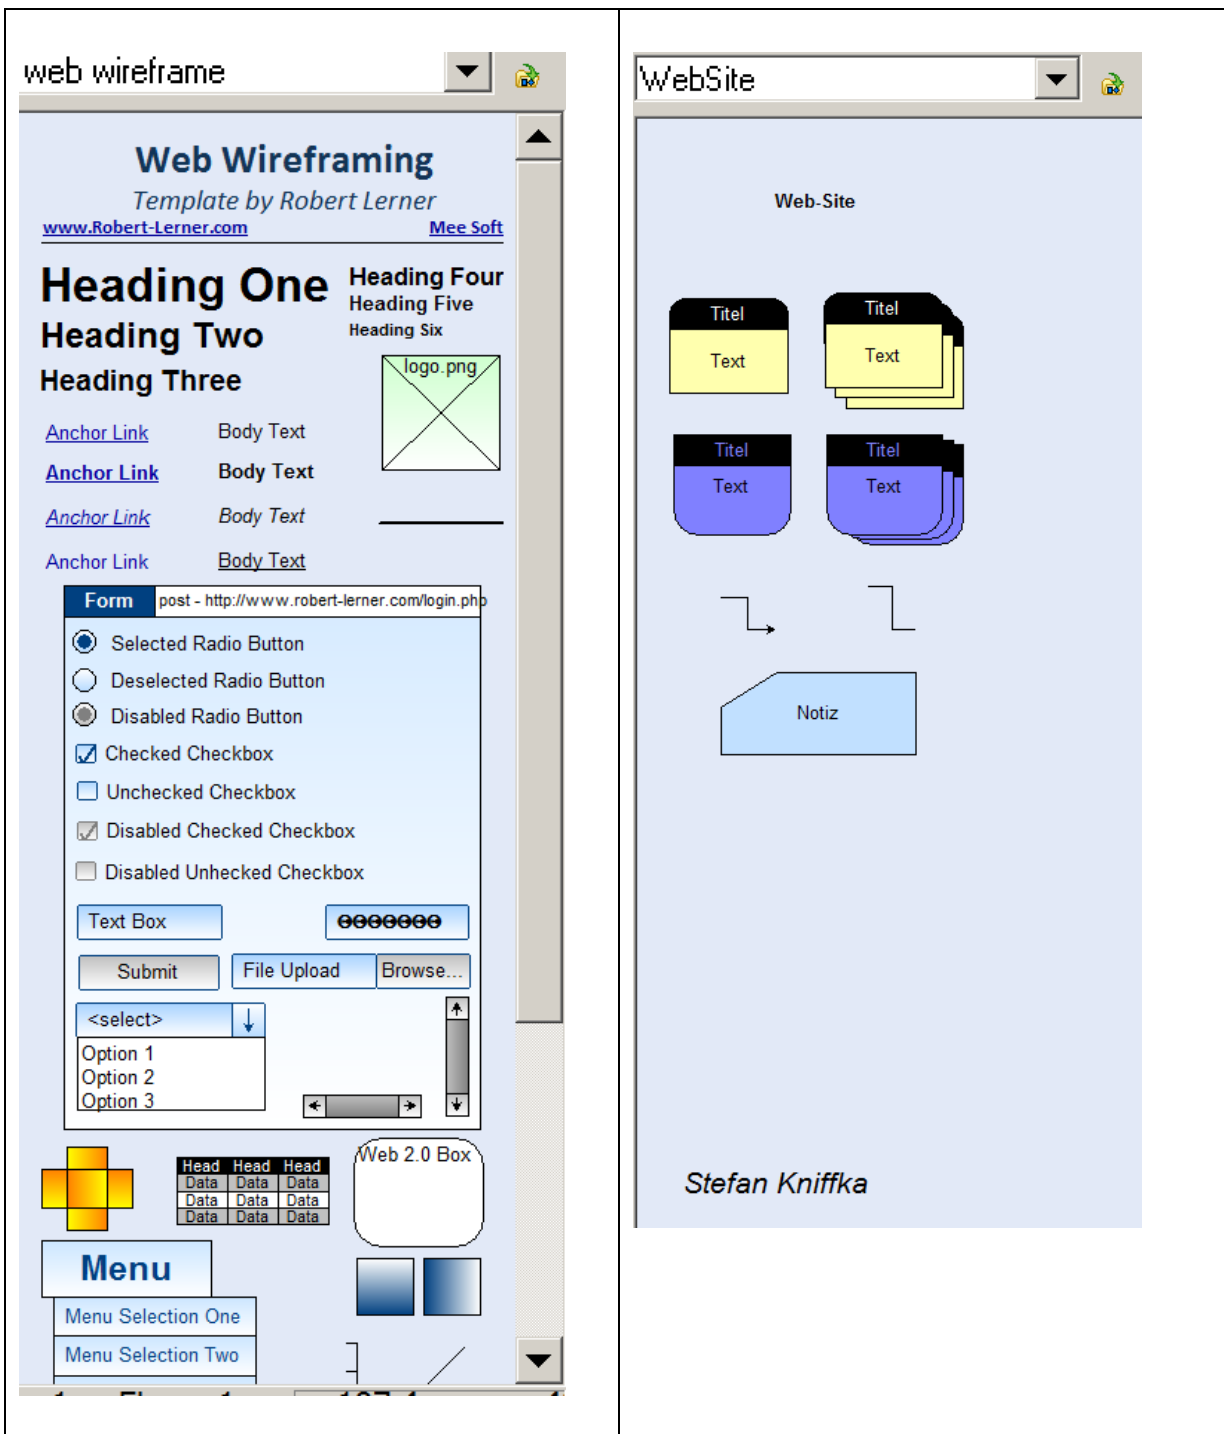 web wireframe
Web Wireframing
Template by Robert Lerner
www.Robert-Lerner.com Mee Soft
Heading One
Heading Two
Heading Three
Heading Four
Heading Five
Heading Six
logo.png
Anchor Link Body Text
Anchor Link Body Text
Anchor Link Body Text
Anchor Link Body Text
Form post - http://www.robert-lerner.com/login.php
Selected Radio Button
Deselected Radio Button
Disabled Radio Button
Checked Checkbox
Unchecked Checkbox
Disabled Checked Checkbox
Disabled Unhecked Checkbox
Text Box
Submit File Upload Browse...
<select>
Option 1
Option 2
Option 3
Head Head Head
Data Data Data
Data Data Data
Data Data Data
Web 2.0 Box
Menu
Menu Selection One
Menu Selection Two
WebSite
Web-Site
Titel Titel
Text Text
Titel Titel
Text Text
Notiz
Stefan Kniffka